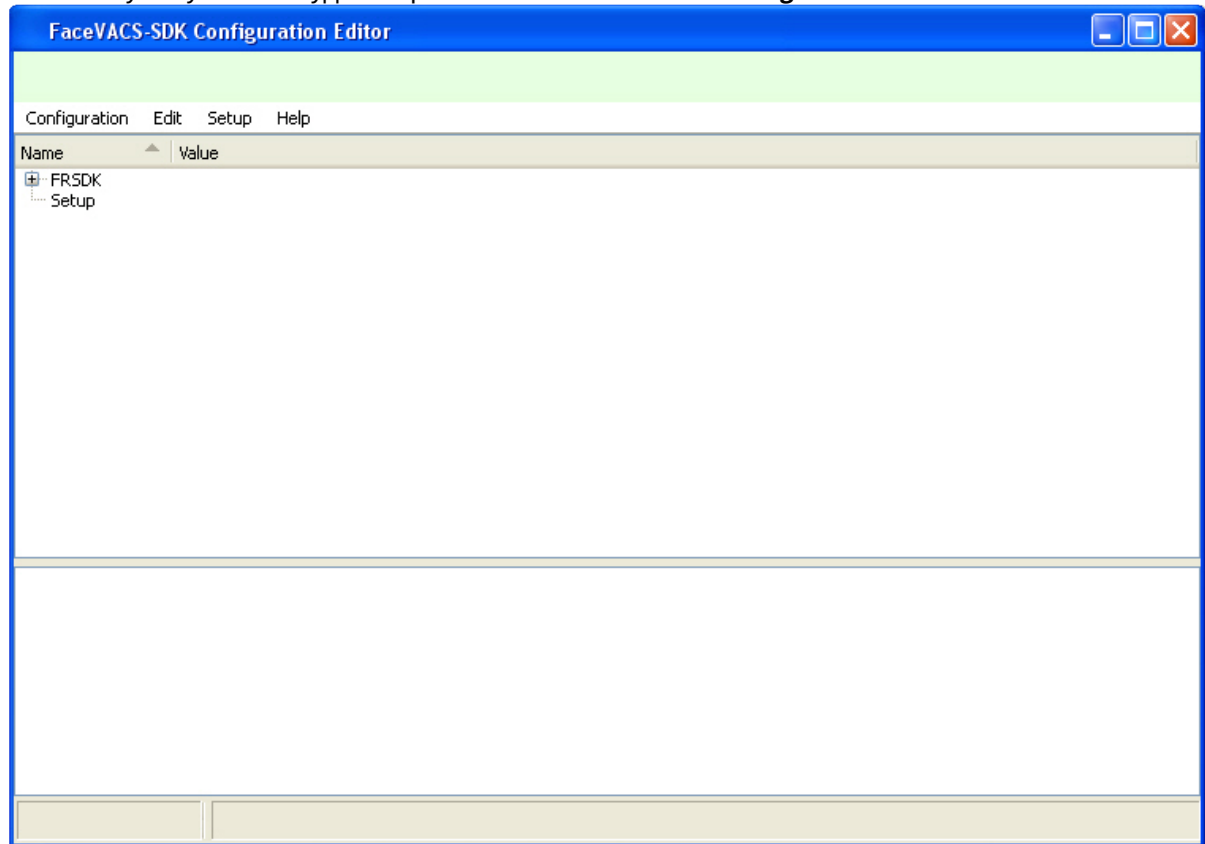 FaceVACS-SDK Configuration Editor
Configuration Edit Setup Help
Name Value
FRSDK
Setup